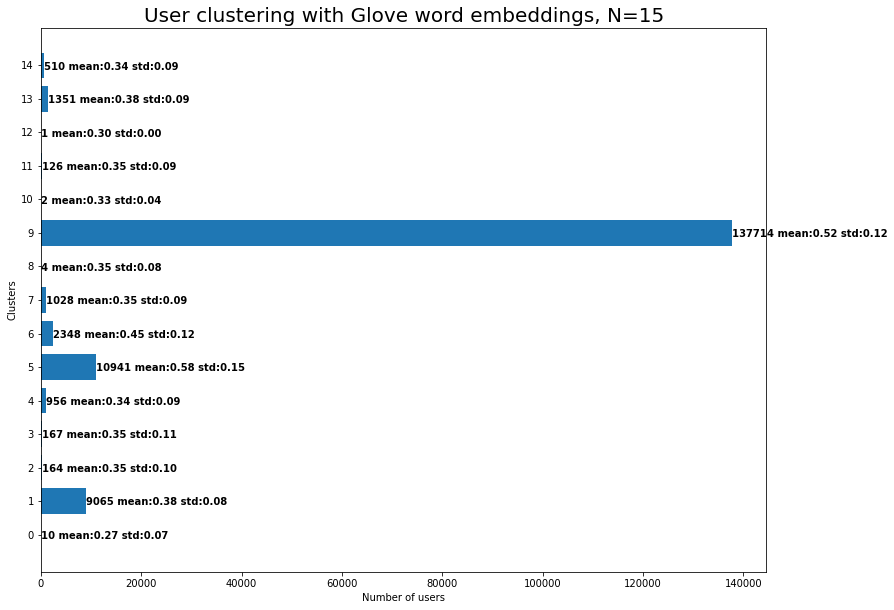 User clustering with Glove word embeddings, N=15
14
510 mean:0.34 std:0.09
13
1351 mean:0.38 std:0.09
12
1 mean:0.30 std:0.00
11
126 mean:0.35 std:0.09
10
2 mean:0.33 std:0.04
9
137714 mean:0.52 std:0.12
8
4 mean:0.35 std:0.08
7
1028 mean:0.35 std:0.09
6
2348 mean:0.45 std:0.12
5
10941 mean:0.58 std:0.15
4
956 mean:0.34 std:0.09
3
167 mean:0.35 std:0.11
2
164 mean:0.35 std:0.10
1
9065 mean:0.38 std:0.08
0
10 mean:0.27 std:0.07
Clusters
0 20000 40000 60000 80000 100000 120000 140000
Number of users